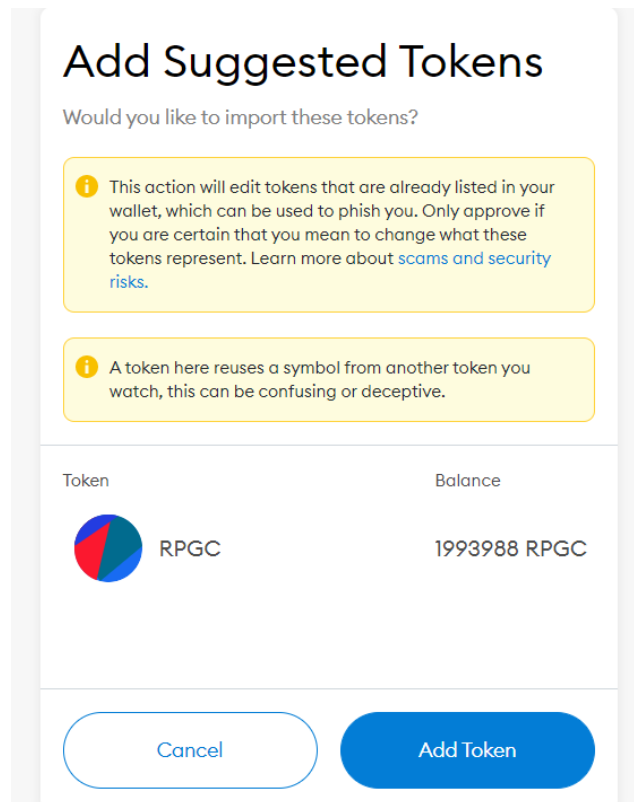 Add Suggested Tokens
Would you like to import these tokens?
This action will edit tokens that are already listed in your
wallet, which can be used to phish you. Only approve if
you are certain that you mean to change what these
tokens represent. Learn more about scams and security
risks.
A token here reuses a symbol from another token you
watch, this can be confusing or deceptive.
Token Balance
RPGC 1993988 RPGC
Cancel Add Token